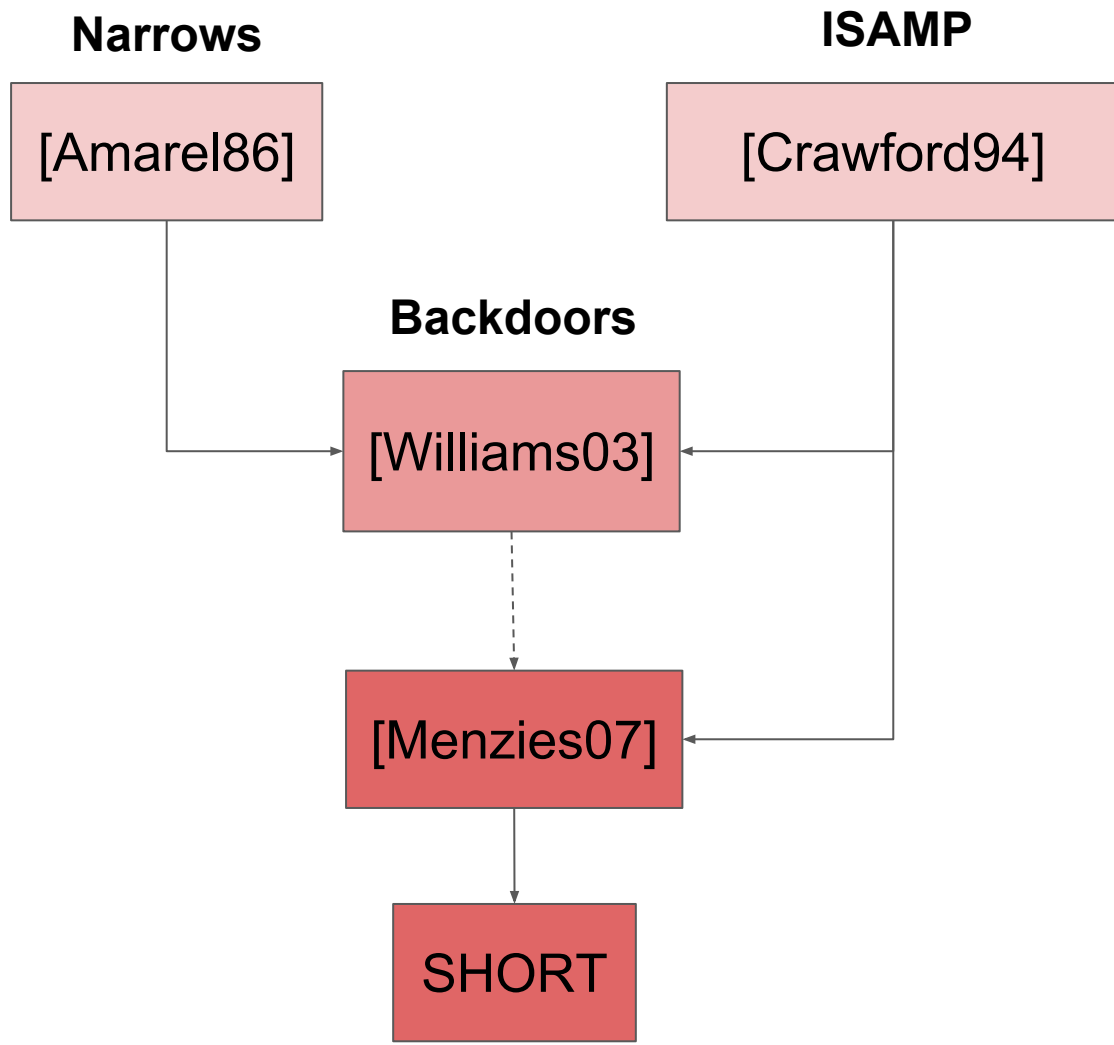 Narrows
ISAMP
[Amarel86]
[Crawford94]
Backdoors
[Williams03]
[Menzies07]
SHORT